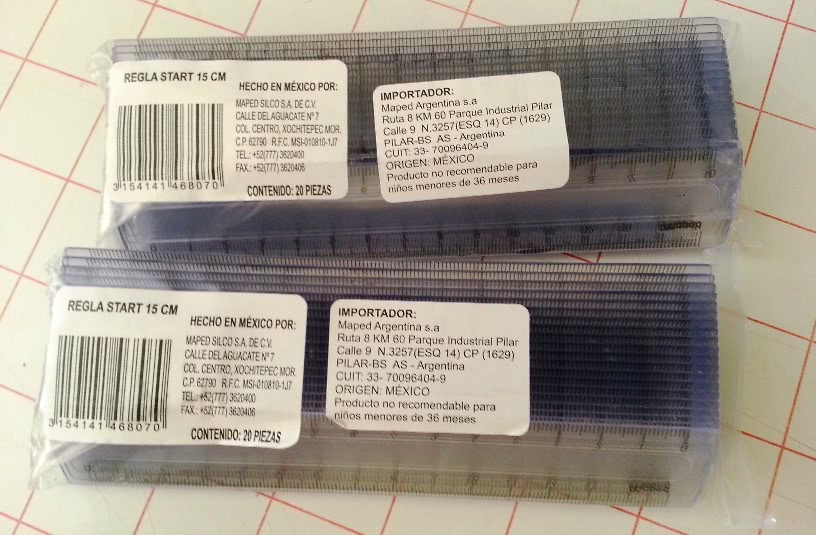 REGLA START 15 CM
HECHO EN MÉXICO POR:
MAPED SILCO S.A. DE C.V.
CALLE DEL AGUACATE Nº 7
COL. CENTRO, XOCHITEPEC MOR.
C.P. 62790 R.F.C. MSI-010810-1J7
TEL.: +52(777) 3620400
FAX.: +52(777) 3620406
CONTENIDO: 20 PIEZAS
3 154141 468070
IMPORTADOR:
Maped Argentina s.a
Ruta 8 KM 60 Parque Industrial Pilar
Calle 9 N.3257(ESQ 14) CP (1629)
PILAR-BS AS - Argentina
CUIT: 33- 70096404-9
ORIGEN: MÉXICO
Producto no recomendable para
niños menores de 36 meses
REGLA START 15 CM
HECHO EN MÉXICO POR:
MAPED SILCO S.A. DE C.V.
CALLE DEL AGUACATE Nº 7
COL. CENTRO, XOCHITEPEC MOR.
C.P. 62790 R.F.C. MSI-010810-1J7
TEL.: +52(777) 3620400
FAX.: +52(777) 3620406
CONTENIDO: 20 PIEZAS
3 154141 468070
IMPORTADOR:
Maped Argentina s.a
Ruta 8 KM 60 Parque Industrial Pilar
Calle 9 N.3257(ESQ 14) CP (1629)
PILAR-BS AS - Argentina
CUIT: 33- 70096404-9
ORIGEN: MÉXICO
Producto no recomendable para
niños menores de 36 meses